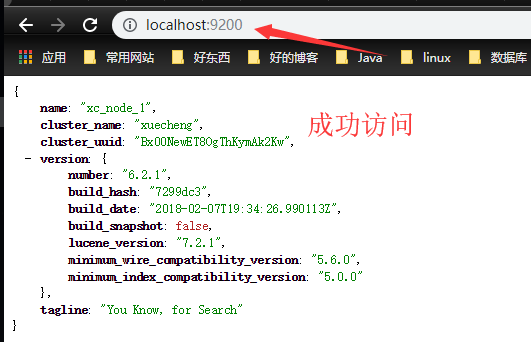 localhost:9200
应用 常用网站 好东西 好的博客 Java linux 数据库
{
name: "xc_node_1",
cluster_name: "xuecheng",
cluster_uuid: "Bx00NewET8OgThKymAk2Kw",
- version: {
number: "6.2.1",
build_hash: "7299dc3",
build_date: "2018-02-07T19:34:26.990113Z",
build_snapshot: false,
lucene_version: "7.2.1",
minimum_wire_compatibility_version: "5.6.0",
minimum_index_compatibility_version: "5.0.0"
},
tagline: "You Know, for Search"
}
成功访问